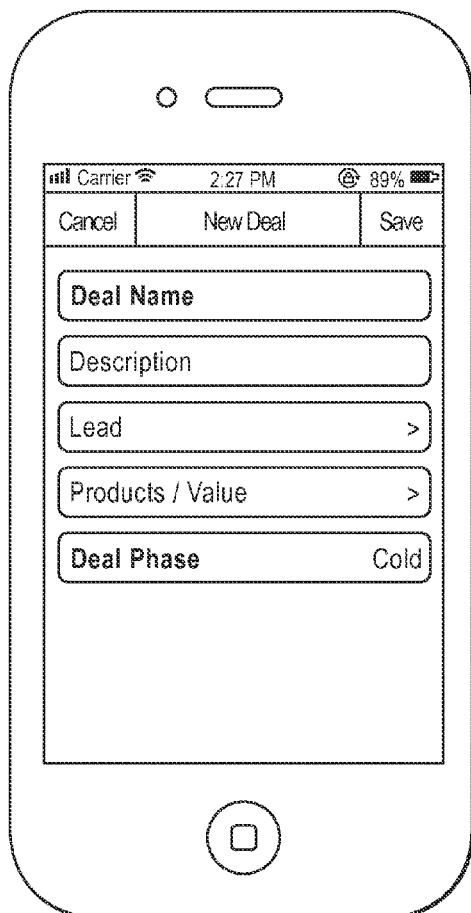 Carrier 2:27 PM 89%
Cancel New Deal Save
Deal Name
Description
Lead >
Products / Value >
Deal Phase Cold